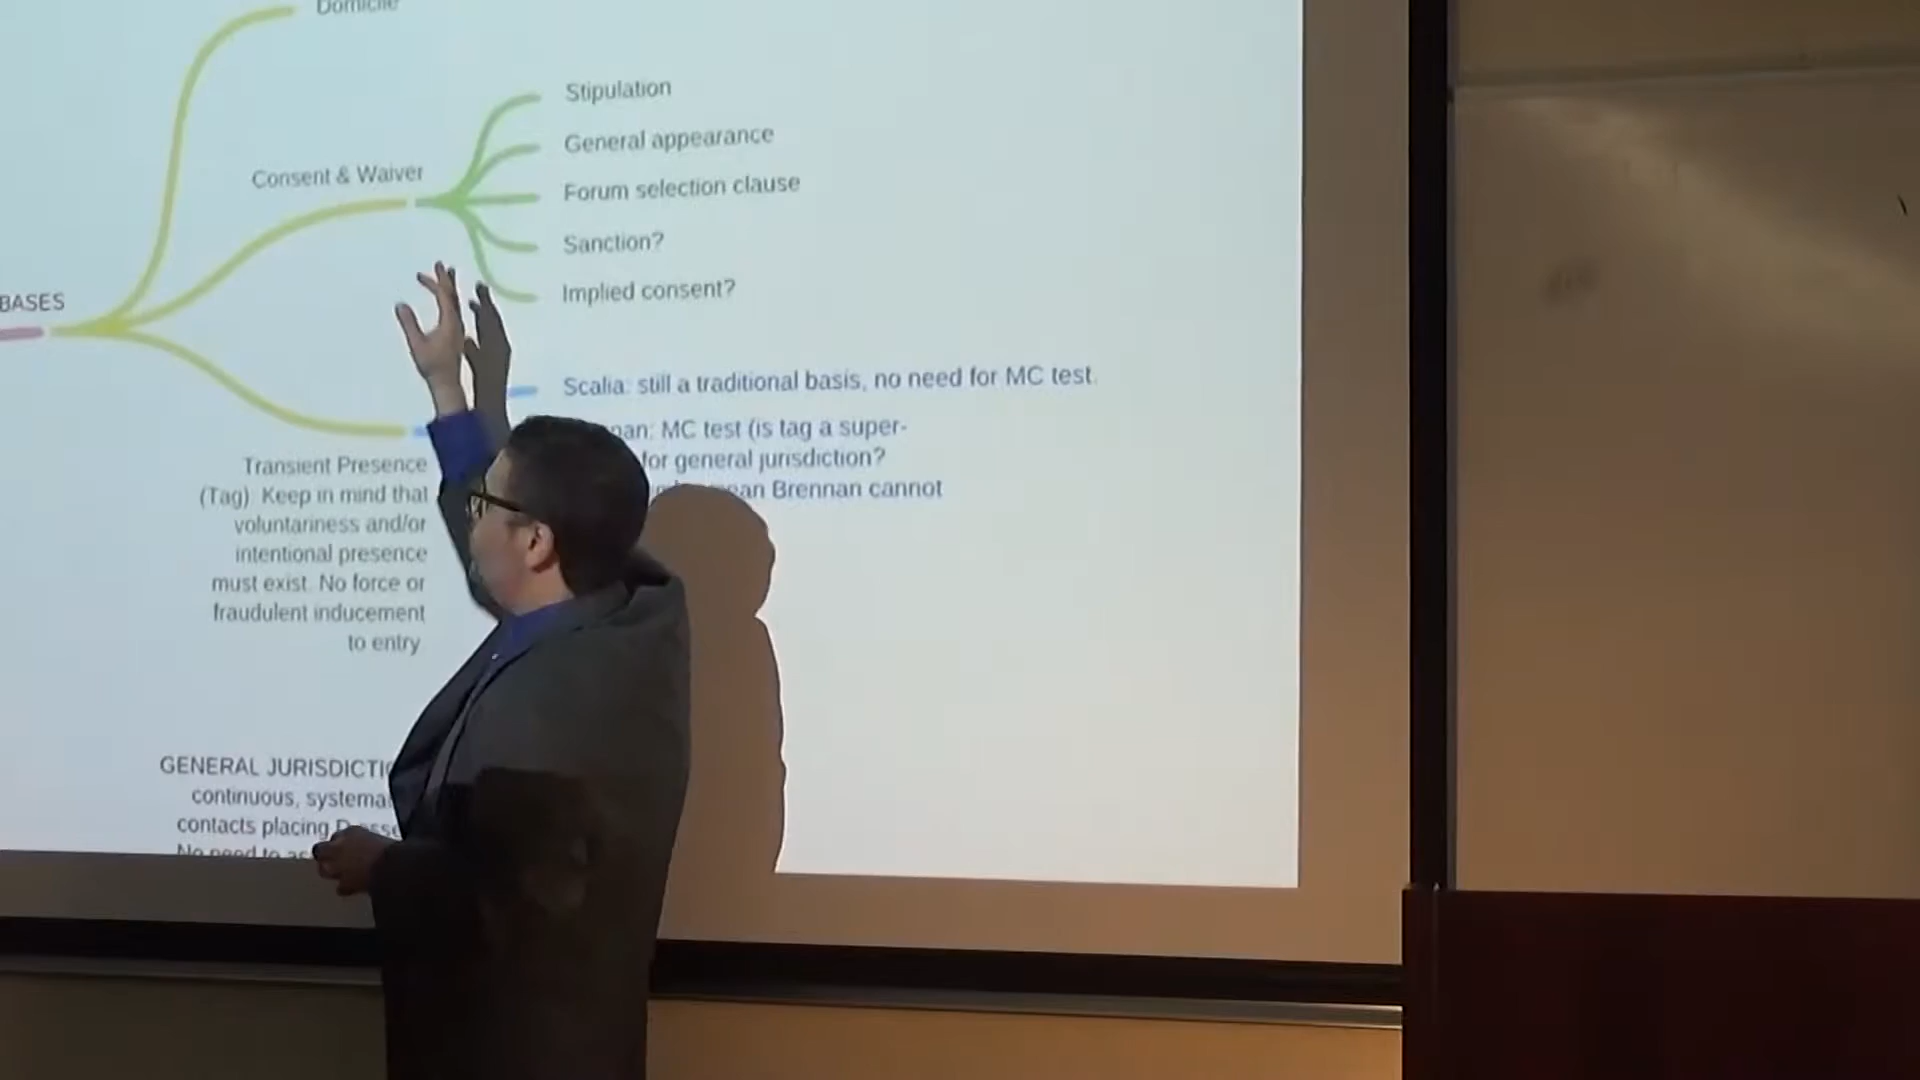 Domicile
Stipulation
General appearance
Consent & Waiver
Forum selection clause
Sanction?
BASES
Implied consent?
Scalia: still a traditional basis, no need for MC test.
MC test (is tag a super-
for general jurisdiction?
Brennan cannot
Transient Presence
(Tag) Keep in mind that
voluntariness and/or
intentional presence
must exist. No force or
fraudulent inducement
to entry
GENERAL
continuous,
contacts placing D
No need to